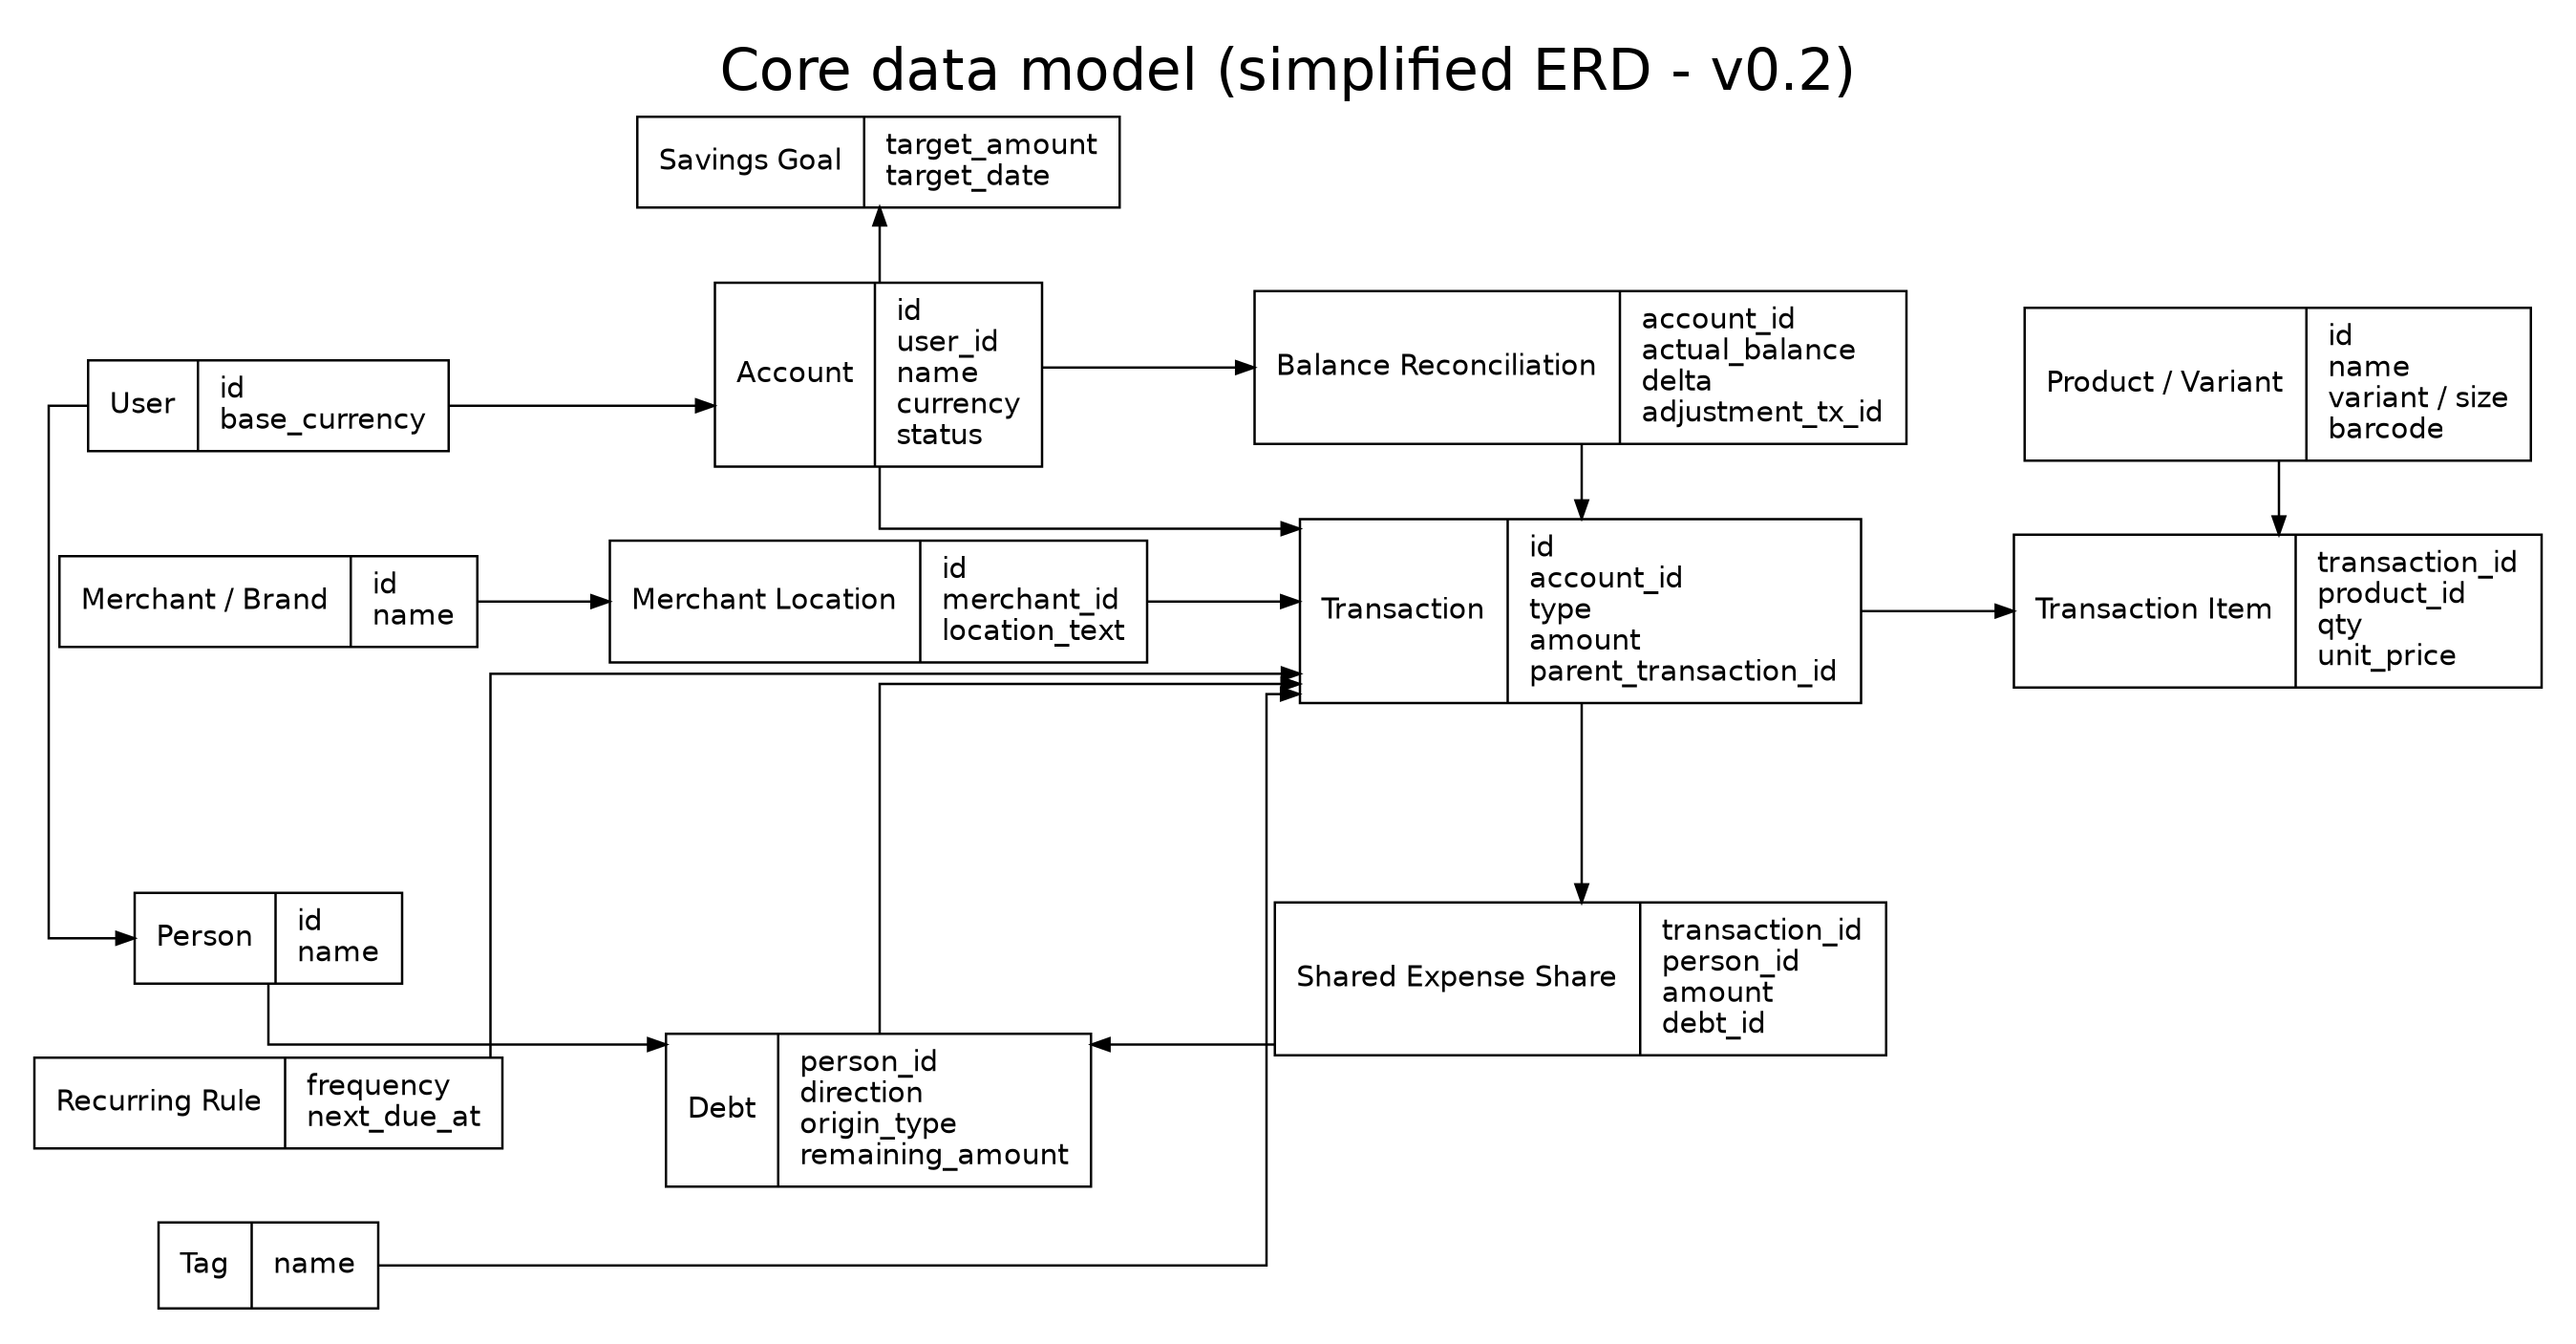 Core data model (simplified ERD - v0.2)
Savings Goal
target_amount
target_date
User
id
base_currency
Account
id
user_id
name
currency
status
Balance Reconciliation
account_id
actual_balance
delta
adjustment_tx_id
Product / Variant
id
name
variant / size
barcode
Merchant / Brand
id
name
Merchant Location
id
merchant_id
location_text
Transaction
id
account_id
type
amount
parent_transaction_id
Transaction Item
transaction_id
product_id
qty
unit_price
Person
id
name
Shared Expense Share
transaction_id
person_id
amount
debt_id
Recurring Rule
frequency
next_due_at
Debt
person_id
direction
origin_type
remaining_amount
Tag
name